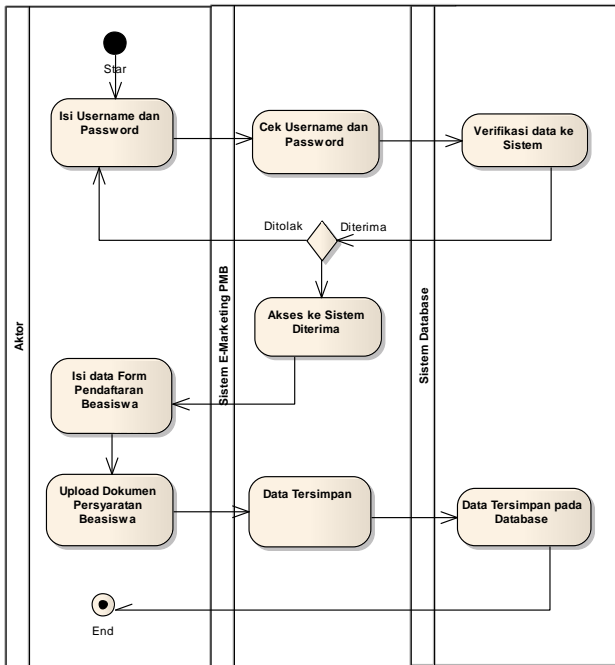 Star
Isi Username dan
Password
Cek Username dan
Password
Verifikasi data ke
Sistem
Ditolak
Diterima
Akses ke Sistem
Diterima
Aktor
Sistem E-Marketing PMB
Sistem Database
Isi data Form
Pendaftaran
Beasiswa
Upload Dokumen
Persyaratan
Beasiswa
Data Tersimpan
Data Tersimpan pada
Database
End